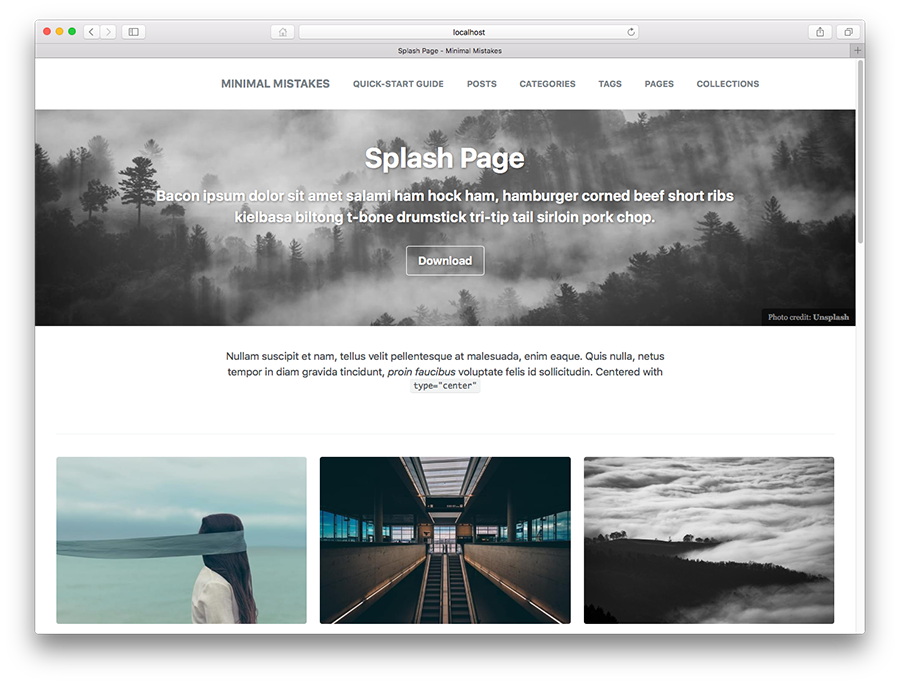 localhost
Splash Page - Minimal Mistakes
MINIMAL MISTAKES QUICK-START GUIDE POSTS CATEGORIES TAGS PAGES COLLECTIONS
Splash Page
Bacon ipsum dolor sit amet salami ham hock ham, hamburger corned beef short ribs
kielbasa biltong t-bone drumstick tri-tip tail sirloin pork chop.
Download
Photo credit: Unsplash
Nullam suscipit et nam, tellus velit pellentesque at malesuada, enim eaque. Quis nulla, netus
tempor in diam gravida tincidunt, proin faucibus voluptate felis id sollicitudin. Centered with
type="center"